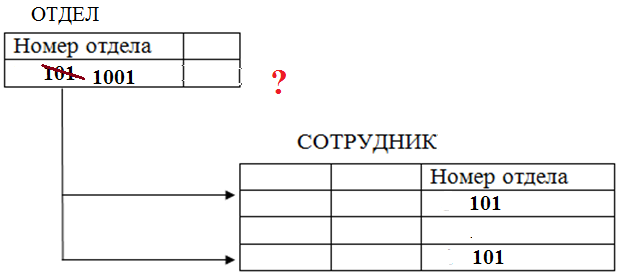 ОТДЕЛ
Номер отдела
101 1001
?
СОТРУДНИК
Номер отдела
101
101